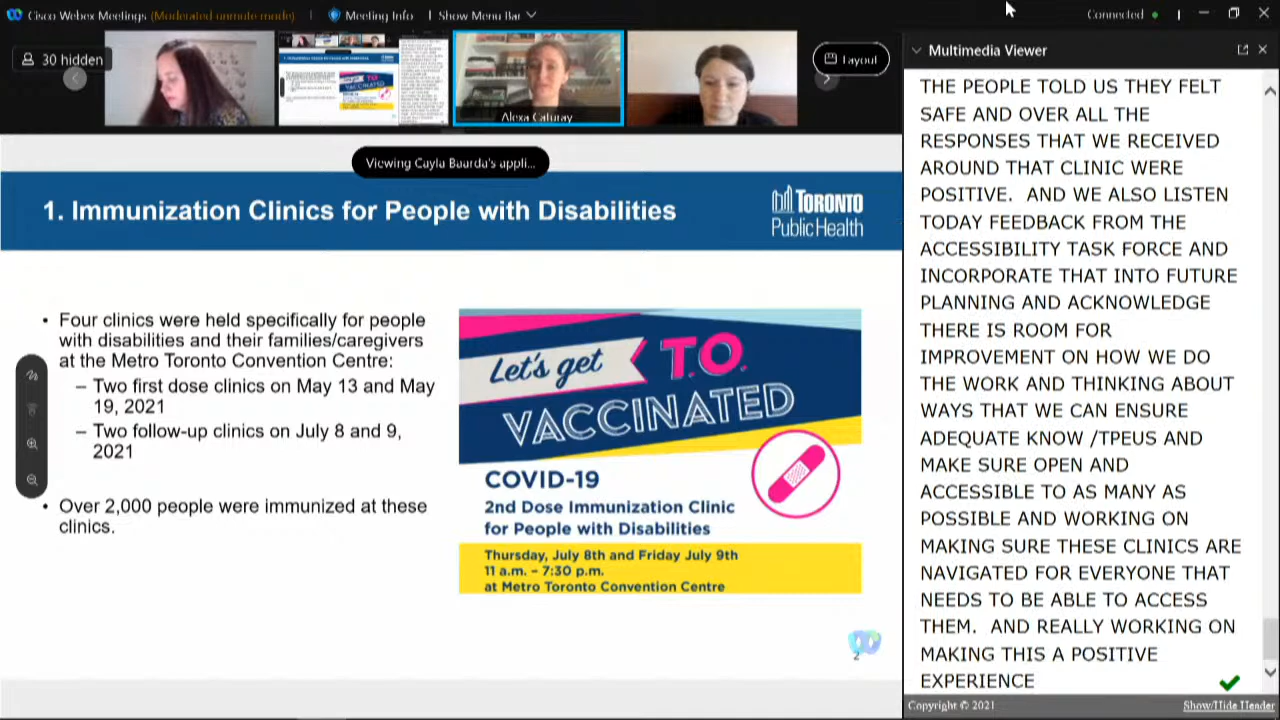 Cisco Webex Meetings (Moderated unmute mode)
Meeting Info
Show Menu Bar
30 hidden
Alexa Caturay
Layout
Viewing Cayla Baarda's appli...
1. Immunization Clinics for People with Disabilities
TORONTO
Public Health
• Four clinics were held specifically for people
with disabilities and their families/caregivers
at the Metro Toronto Convention Centre:
– Two first dose clinics on May 13 and May
19, 2021
– Two follow-up clinics on July 8 and 9,
2021
• Over 2,000 people were immunized at these
clinics.
Let's get T.O.
VACCINATED
COVID-19
2nd Dose Immunization Clinic
for People with Disabilities
Thursday, July 8th and Friday July 9th
11 a.m. – 7:30 p.m.
at Metro Toronto Convention Centre
2
Multimedia Viewer
THE PEOPLE TOLD US THEY FELT
SAFE AND OVER ALL THE
RESPONSES THAT WE RECEIVED
AROUND THAT CLINIC WERE
POSITIVE. AND WE ALSO LISTEN
TODAY FEEDBACK FROM THE
ACCESSIBILITY TASK FORCE AND
INCORPORATE THAT INTO FUTURE
PLANNING AND ACKNOWLEDGE
THERE IS ROOM FOR
IMPROVEMENT ON HOW WE DO
THE WORK AND THINKING ABOUT
WAYS THAT WE CAN ENSURE
ADEQUATE KNOW /TPEUS AND
MAKE SURE OPEN AND
ACCESSIBLE TO AS MANY AS
POSSIBLE AND WORKING ON
MAKING SURE THESE CLINICS ARE
NAVIGATED FOR EVERYONE THAT
NEEDS TO BE ABLE TO ACCESS
THEM. AND REALLY WORKING ON
MAKING THIS A POSITIVE
EXPERIENCE
Copyright © 2021
Show/Hide Header